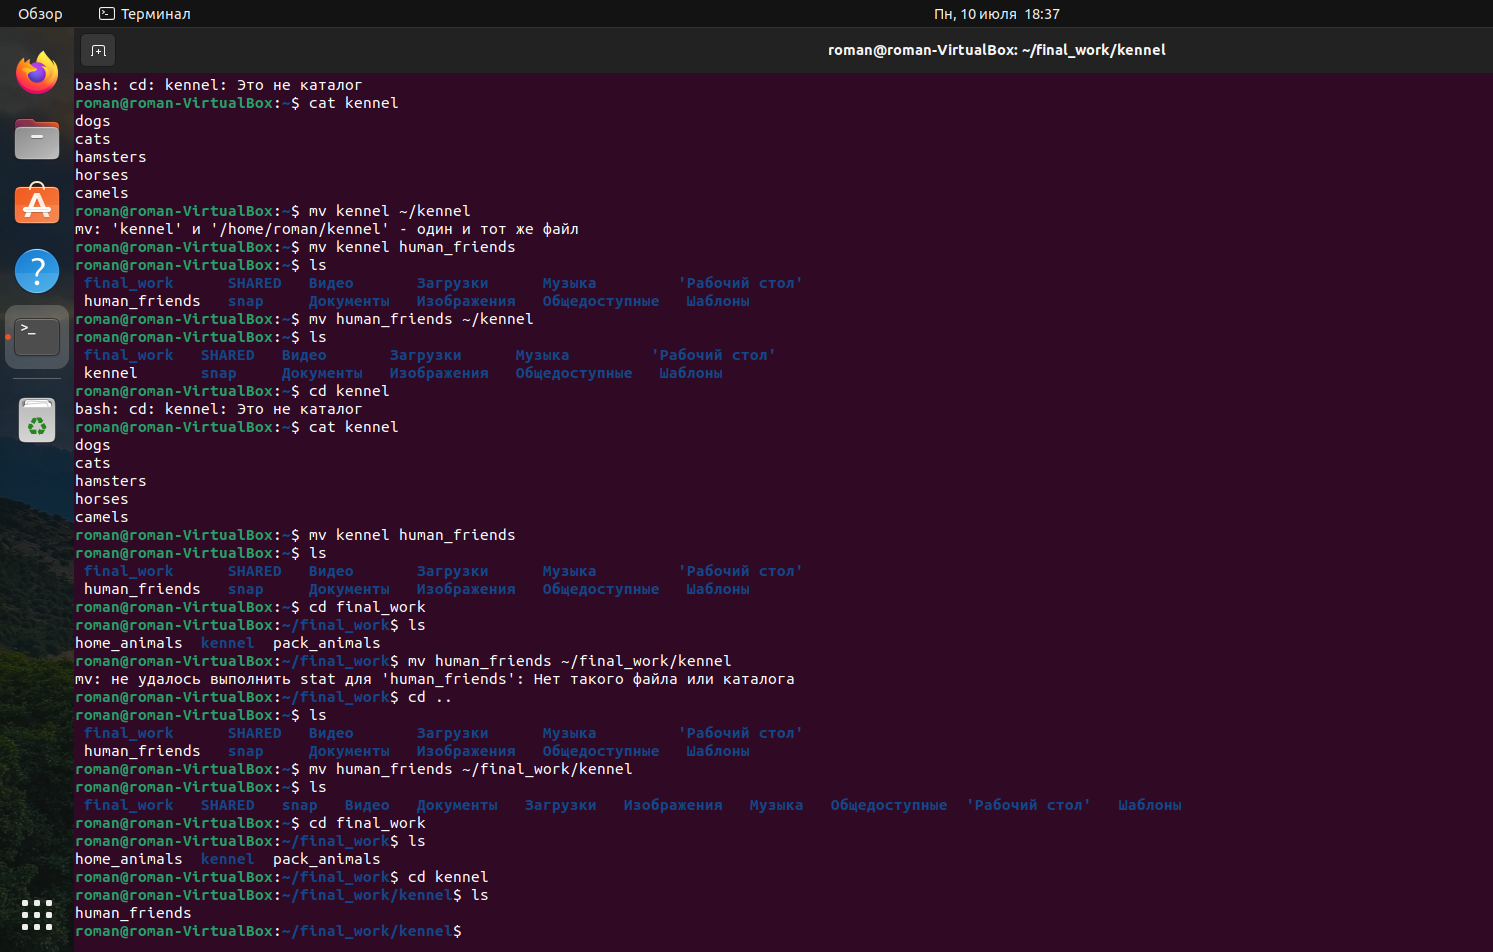 Обзор Терминал Пн, 10 июля 18:37
roman@roman-VirtualBox: ~/final_work/kennel
bash: cd: kennel: Это не каталог
roman@roman-VirtualBox:~$ cat kennel
dogs
cats
hamsters
horses
camels
roman@roman-VirtualBox:~$ mv kennel ~/kennel
mv: 'kennel' и '/home/roman/kennel' - один и тот же файл
roman@roman-VirtualBox:~$ mv kennel human_friends
roman@roman-VirtualBox:~$ ls
final_work SHARED Видео Загрузки Музыка 'Рабочий стол'
human_friends snap Документы Изображения Общедоступные Шаблоны
roman@roman-VirtualBox:~$ mv human_friends ~/kennel
roman@roman-VirtualBox:~$ ls
final_work SHARED Видео Загрузки Музыка 'Рабочий стол'
kennel snap Документы Изображения Общедоступные Шаблоны
roman@roman-VirtualBox:~$ cd kennel
bash: cd: kennel: Это не каталог
roman@roman-VirtualBox:~$ cat kennel
dogs
cats
hamsters
horses
camels
roman@roman-VirtualBox:~$ mv kennel human_friends
roman@roman-VirtualBox:~$ ls
final_work SHARED Видео Загрузки Музыка 'Рабочий стол'
human_friends snap Документы Изображения Общедоступные Шаблоны
roman@roman-VirtualBox:~$ cd final_work
roman@roman-VirtualBox:~/final_work$ ls
home_animals kennel pack_animals
roman@roman-VirtualBox:~/final_work$ mv human_friends ~/final_work/kennel
mv: не удалось выполнить stat для 'human_friends': Нет такого файла или каталога
roman@roman-VirtualBox:~/final_work$ cd ..
roman@roman-VirtualBox:~$ ls
final_work SHARED Видео Загрузки Музыка 'Рабочий стол'
human_friends snap Документы Изображения Общедоступные Шаблоны
roman@roman-VirtualBox:~$ mv human_friends ~/final_work/kennel
roman@roman-VirtualBox:~$ ls
final_work SHARED snap Видео Документы Загрузки Изображения Музыка Общедоступные 'Рабочий стол' Шаблоны
roman@roman-VirtualBox:~$ cd final_work
roman@roman-VirtualBox:~/final_work$ ls
home_animals kennel pack_animals
roman@roman-VirtualBox:~/final_work$ cd kennel
roman@roman-VirtualBox:~/final_work/kennel$ ls
human_friends
roman@roman-VirtualBox:~/final_work/kennel$